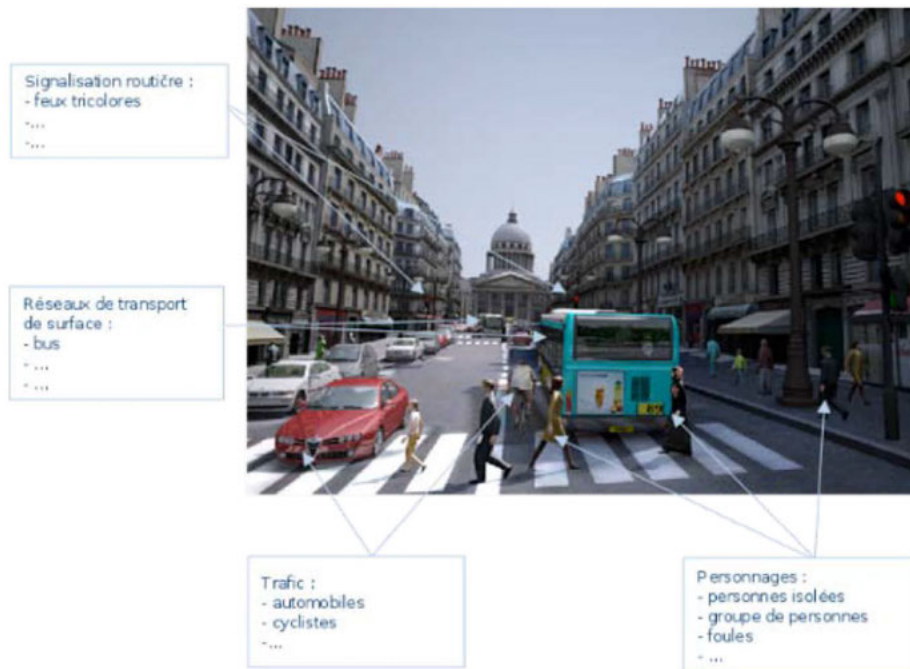 Signalisation routičre :
- feux tricolores
-...
-...
Réseaux de transport
de surface :
- bus
- ...
- ...
Trafic :
- automobiles
- cyclistes
-...
Personnages :
- personnes isolées
- groupe de personnes
- foules
- ...